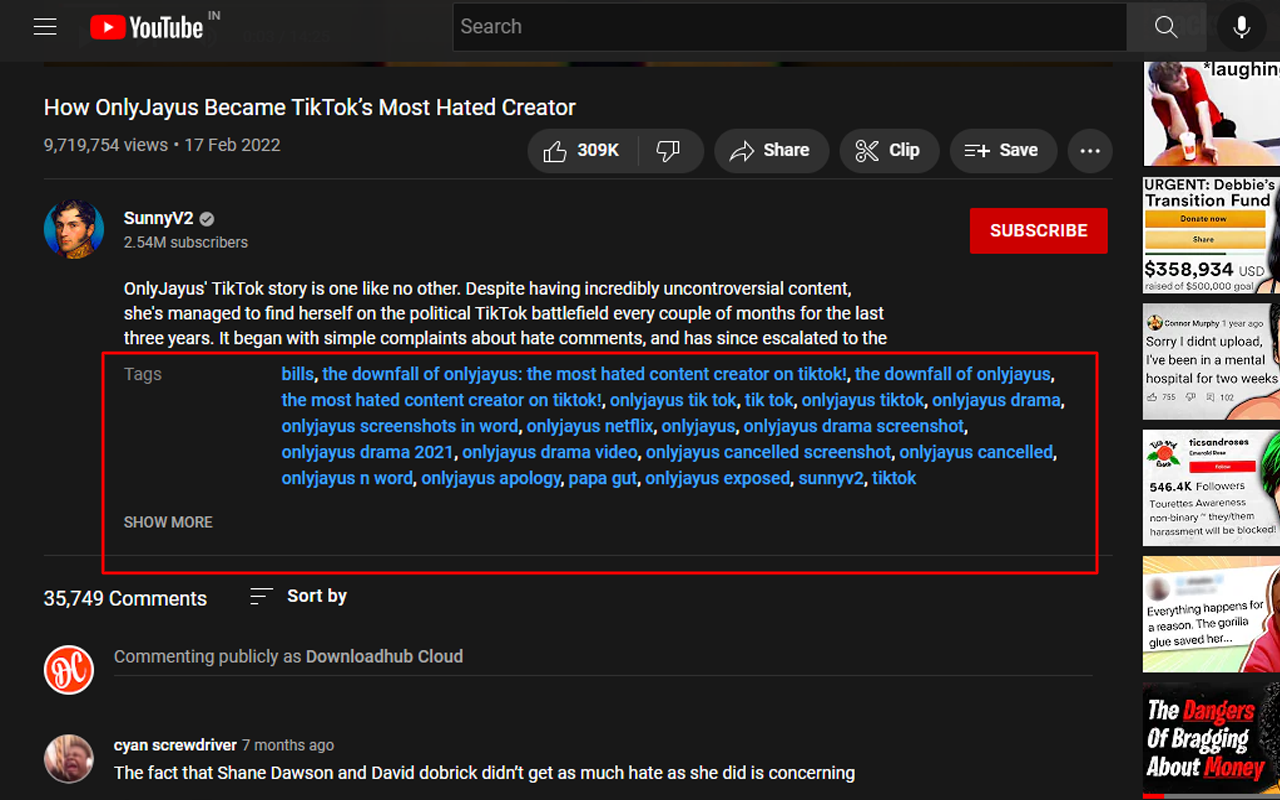 YouTube IN
Search
How OnlyJayus Became TikTok’s Most Hated Creator
9,719,754 views • 17 Feb 2022
309K
Share
Clip
Save
SunnyV2
2.54M subscribers
SUBSCRIBE
OnlyJayus' TikTok story is one like no other. Despite having incredibly uncontroversial content,
she's managed to find herself on the political TikTok battlefield every couple of months for the last
three years. It began with simple complaints about hate comments, and has since escalated to the
Tags
bills, the downfall of onlyjayus: the most hated content creator on tiktok!, the downfall of onlyjayus,
the most hated content creator on tiktok!, onlyjayus tik tok, tik tok, onlyjayus tiktok, onlyjayus drama,
onlyjayus screenshots in word, onlyjayus netflix, onlyjayus, onlyjayus drama screenshot,
onlyjayus drama 2021, onlyjayus drama video, onlyjayus cancelled screenshot, onlyjayus cancelled,
onlyjayus n word, onlyjayus apology, papa gut, onlyjayus exposed, sunnyv2, tiktok
SHOW MORE
35,749 Comments
Sort by
DC
Commenting publicly as Downloadhub Cloud
cyan screwdriver 7 months ago
The fact that Shane Dawson and David dobrick didn’t get as much hate as she did is concerning
*laughing
URGENT: Debbie's
Transition Fund
Donate now
Share
$358,934 USD
raised of $500,000 goal
Connor Murphy 1 year ago
Sorry I didnt upload,
I've been in a mental
hospital for two weeks
755 102
ticsandroses
Emerald Rose
Follow
546.4K Followers
Tourettes Awareness
non-binary ~ they/them
harassment will be blocked!
Everything happens for
a reason. The gorilla
glue saved her...
The Dangers
Of Bragging
About Money